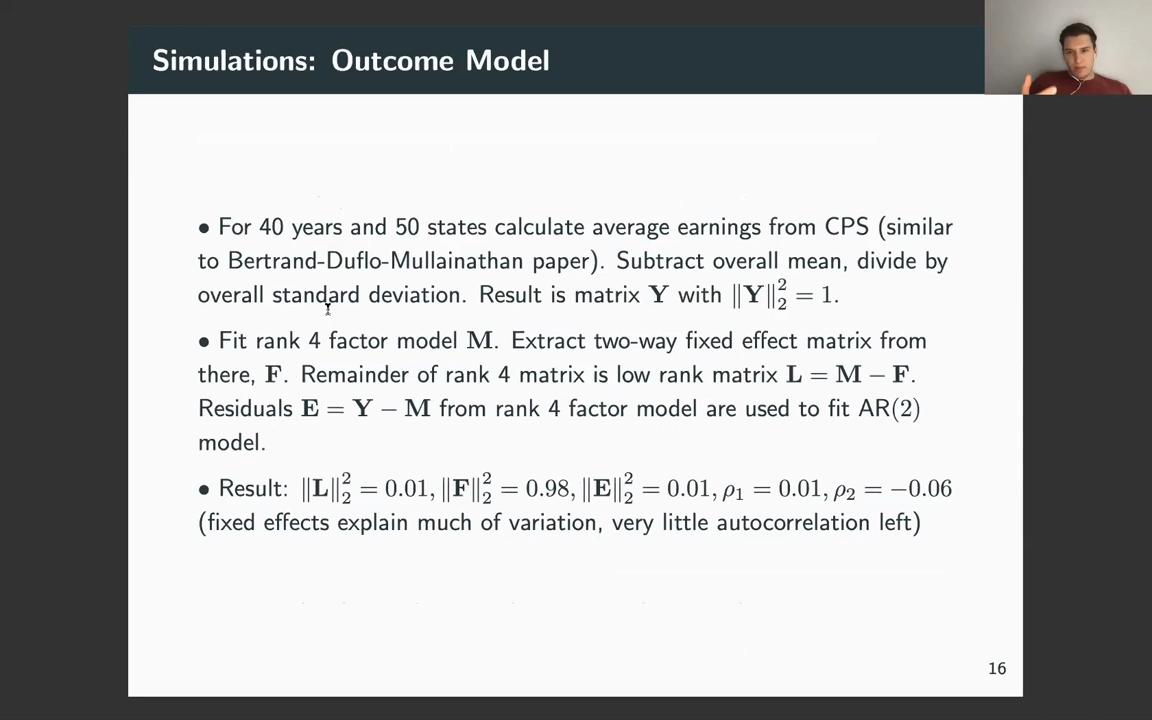 Simulations: Outcome Model
• For 40 years and 50 states calculate average earnings from CPS (similar
to Bertrand-Duflo-Mullainathan paper). Subtract overall mean, divide by
overall standard deviation. Result is matrix Y with ‖Y‖₂² = 1.
• Fit rank 4 factor model M. Extract two-way fixed effect matrix from
there, F. Remainder of rank 4 matrix is low rank matrix L = M − F.
Residuals E = Y − M from rank 4 factor model are used to fit AR(2)
model.
• Result: ‖L‖₂² = 0.01, ‖F‖₂² = 0.98, ‖E‖₂² = 0.01, ρ₁ = 0.01, ρ₂ = −0.06
(fixed effects explain much of variation, very little autocorrelation left)
16